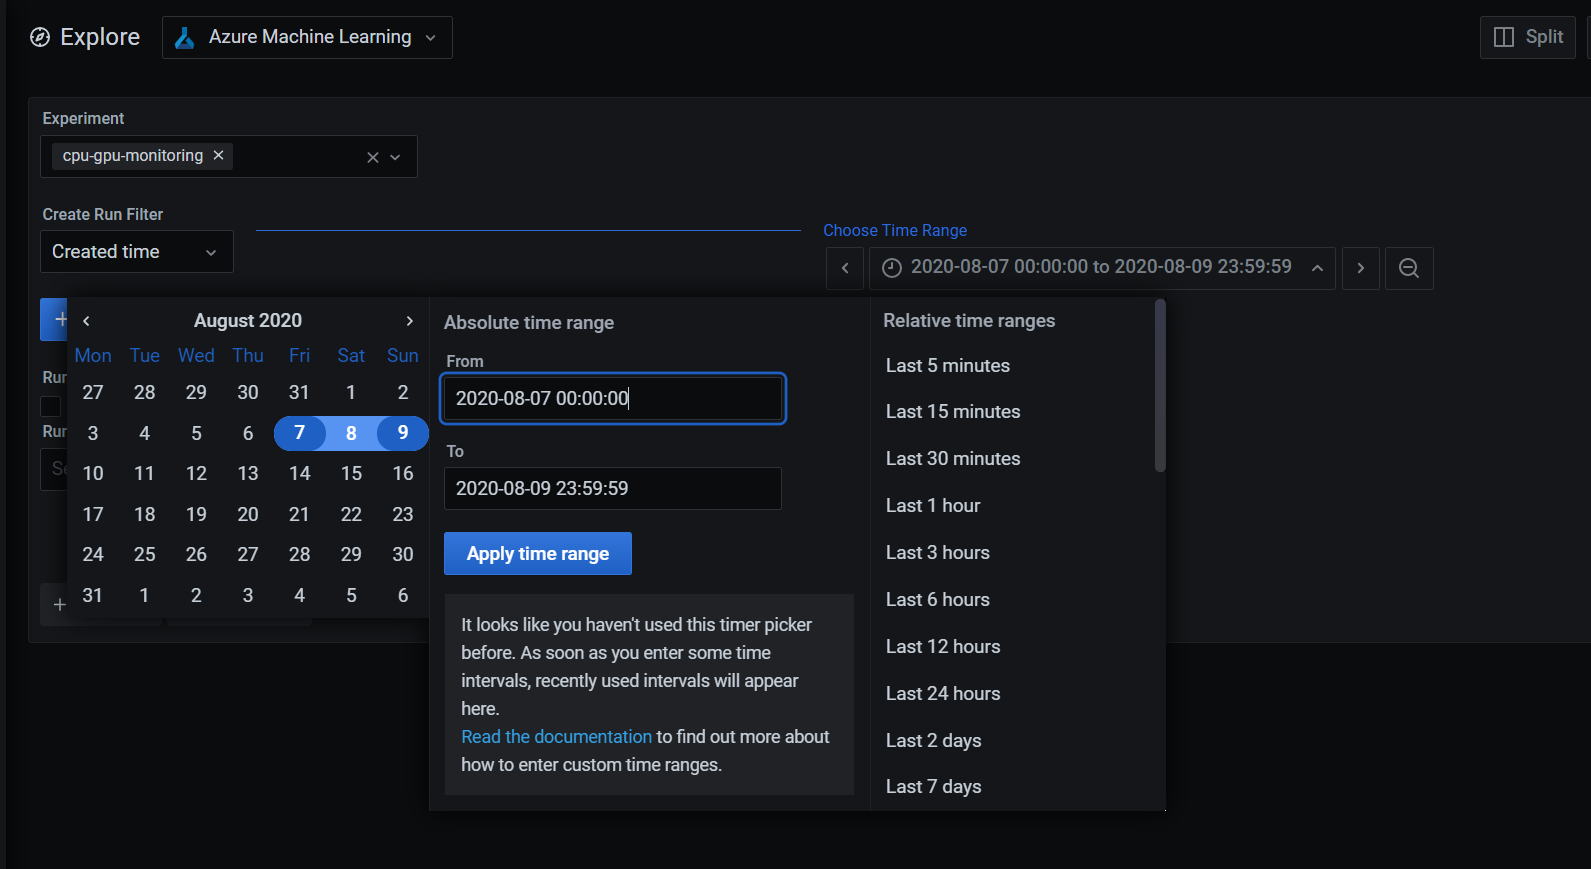 Explore
Azure Machine Learning
Split
Experiment
cpu-gpu-monitoring
Create Run Filter
Created time
Choose Time Range
2020-08-07 00:00:00 to 2020-08-09 23:59:59
August 2020
Mon Tue Wed Thu Fri Sat Sun
27 28 29 30 31 1 2
3 4 5 6 7 8 9
10 11 12 13 14 15 16
17 18 19 20 21 22 23
24 25 26 27 28 29 30
31 1 2 3 4 5 6
Absolute time range
From
2020-08-07 00:00:00
To
2020-08-09 23:59:59
Apply time range
It looks like you haven't used this timer picker
before. As soon as you enter some time
intervals, recently used intervals will appear
here.
Read the documentation to find out more about
how to enter custom time ranges.
Relative time ranges
Last 5 minutes
Last 15 minutes
Last 30 minutes
Last 1 hour
Last 3 hours
Last 6 hours
Last 12 hours
Last 24 hours
Last 2 days
Last 7 days
Run
Run